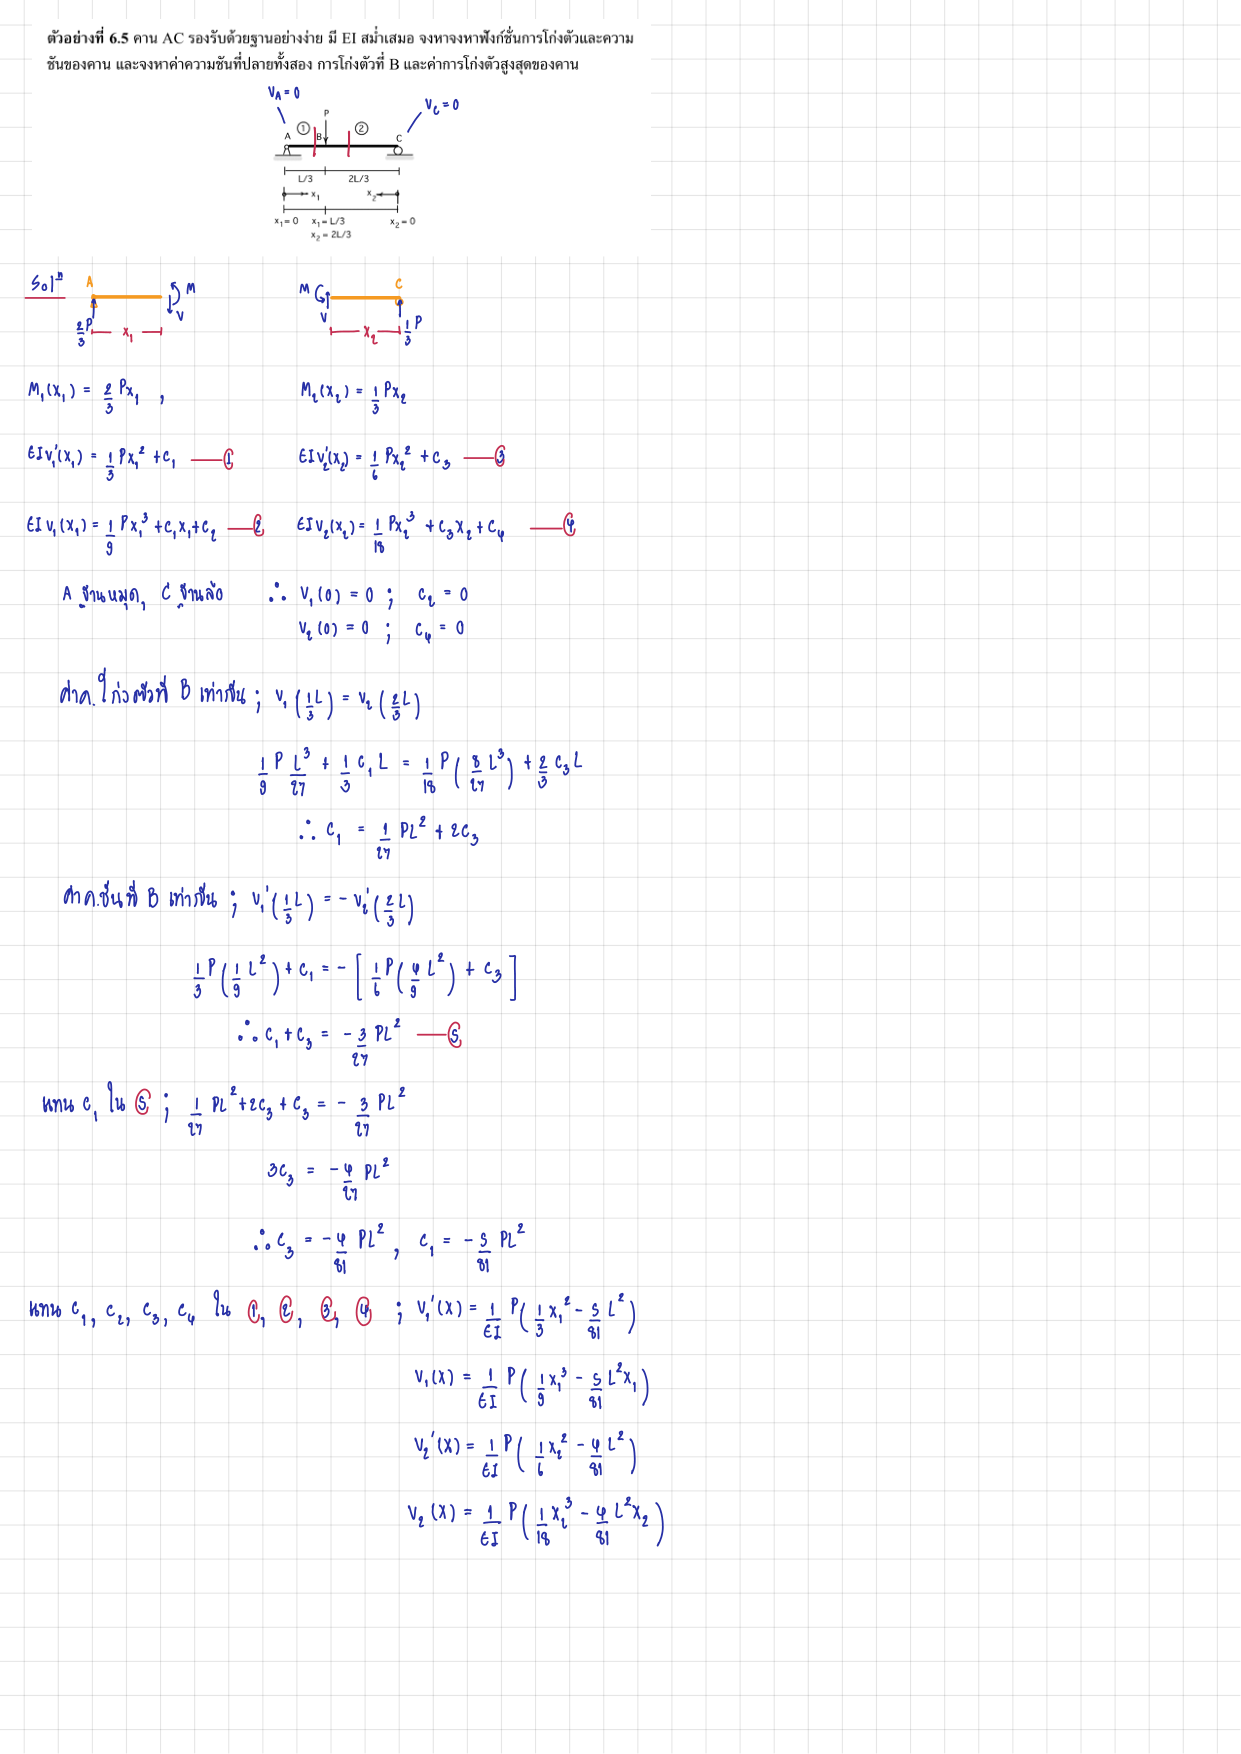 ตัวอย่างที่ 6.5 คาน AC รองรับด้วยฐานอย่างง่าย มี EI สม่ำเสมอ จงหาจงหาฟังก์ชั่นการโก่งตัวและความ
ชันของคาน และจงหาค่าความชันที่ปลายทั้งสอง การโก่งตัวที่ B และค่าการโก่งตัวสูงสุดของคาน
V_A = 0
V_C = 0
P
A ① B ② C
L/3 2L/3
x₁ x₂
x₁=0 x₁=L/3 x₂=0
x₂=2L/3
Solⁿ A M V 2/3 P x₁ M V C x₂ 1/3 P
M₁(x₁) = 2/3 Px₁ , M₂(x₂) = 1/3 Px₂
EIv₁'(x₁) = 1/3 Px₁² + c₁ —① EIv₂'(x₂) = 1/6 Px₂² + c₃ —③
EIv₁(x₁) = 1/9 Px₁³ + c₁x₁ + c₂ —② EIv₂(x₂) = 1/18 Px₂³ + c₃x₂ + c₄ —④
A ฐานหมุด, C ฐานล้อ ∴ v₁(0) = 0 ; c₂ = 0
v₂(0) = 0 ; c₄ = 0
ค่าค.โก่งตัวที่ B เท่ากัน ; v₁(1/3 L) = v₂(2/3 L)
1/9 P L³/27 + 1/3 c₁L = 1/18 P(8/27 L³) + 2/3 c₃L
∴ c₁ = 1/27 PL² + 2c₃
ค่าค.ชันที่ B เท่ากัน ; v₁'(1/3 L) = -v₂'(2/3 L)
1/3 P(1/9 L²) + c₁ = -[1/6 P(4/9 L²) + c₃]
∴ c₁ + c₃ = -3/27 PL² —⑤
แทน c₁ ใน ⑤ ; 1/27 PL² + 2c₃ + c₃ = -3/27 PL²
3c₃ = -4/27 PL²
∴ c₃ = -4/81 PL² , c₁ = -5/81 PL²
แทน c₁, c₂, c₃, c₄ ใน ①, ②, ③, ④ ; v₁'(x) = 1/EI P(1/3 x₁² - 5/81 L²)
v₁(x) = 1/EI P(1/9 x₁³ - 5/81 L²x₁)
v₂'(x) = 1/EI P(1/6 x₂² - 4/81 L²)
v₂(x) = 1/EI P(1/18 x₂³ - 4/81 L²x₂)